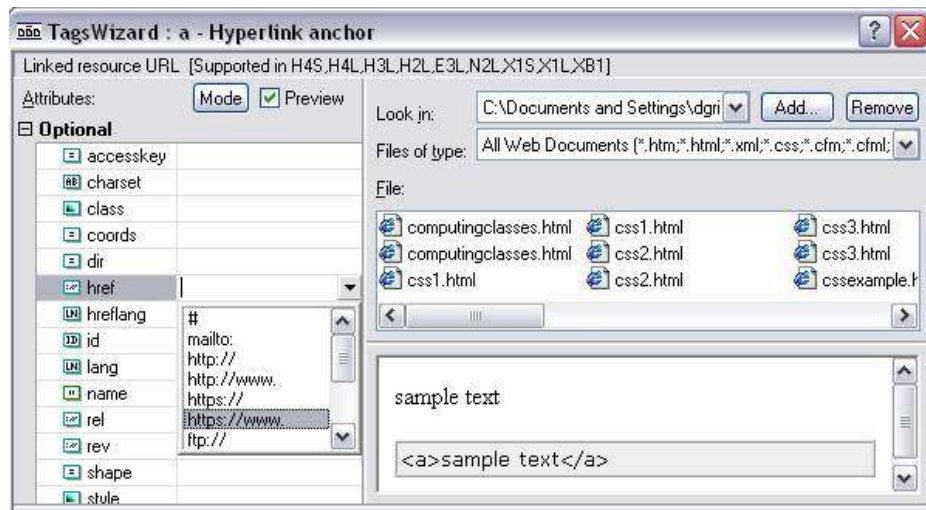 TagsWizard : a - Hyperlink anchor
Linked resource URL [Supported in H4S,H4L,H3L,H2L,E3L,N2L,X1S,X1L,XB1]
Attributes: Mode Preview
Optional
accesskey
charset
class
coords
dir
href
hreflang
id
lang
name
rel
rev
shape
style
#
mailto:
http://
http://www.
https://
https://www.
ftp://
Look in: C:\Documents and Settings\dgri Add... Remove
Files of type: All Web Documents (*.htm;*.html;*.xml;*.css;*.cfm;*.cfml;
File:
computingclasses.html css1.html css3.html
computingclasses.html css2.html css3.html
css1.html css2.html cssexample.h
sample text
<a>sample text</a>